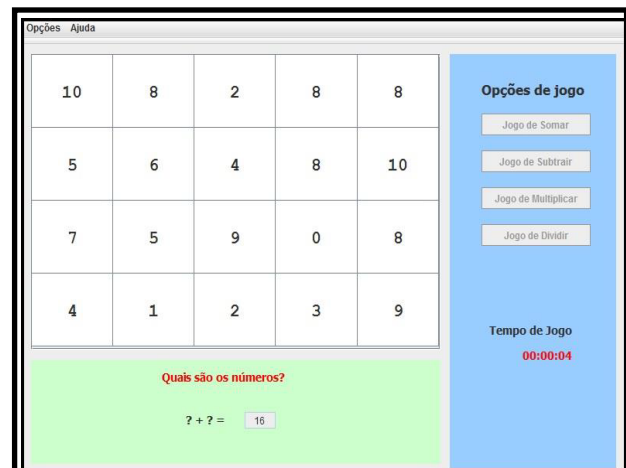 Opções Ajuda
10 8 2 8 8
5 6 4 8 10
7 5 9 0 8
4 1 2 3 9
Quais são os números?
? + ? = 16
Opções de jogo
Jogo de Somar
Jogo de Subtrair
Jogo de Multiplicar
Jogo de Dividir
Tempo de Jogo
00:00:04